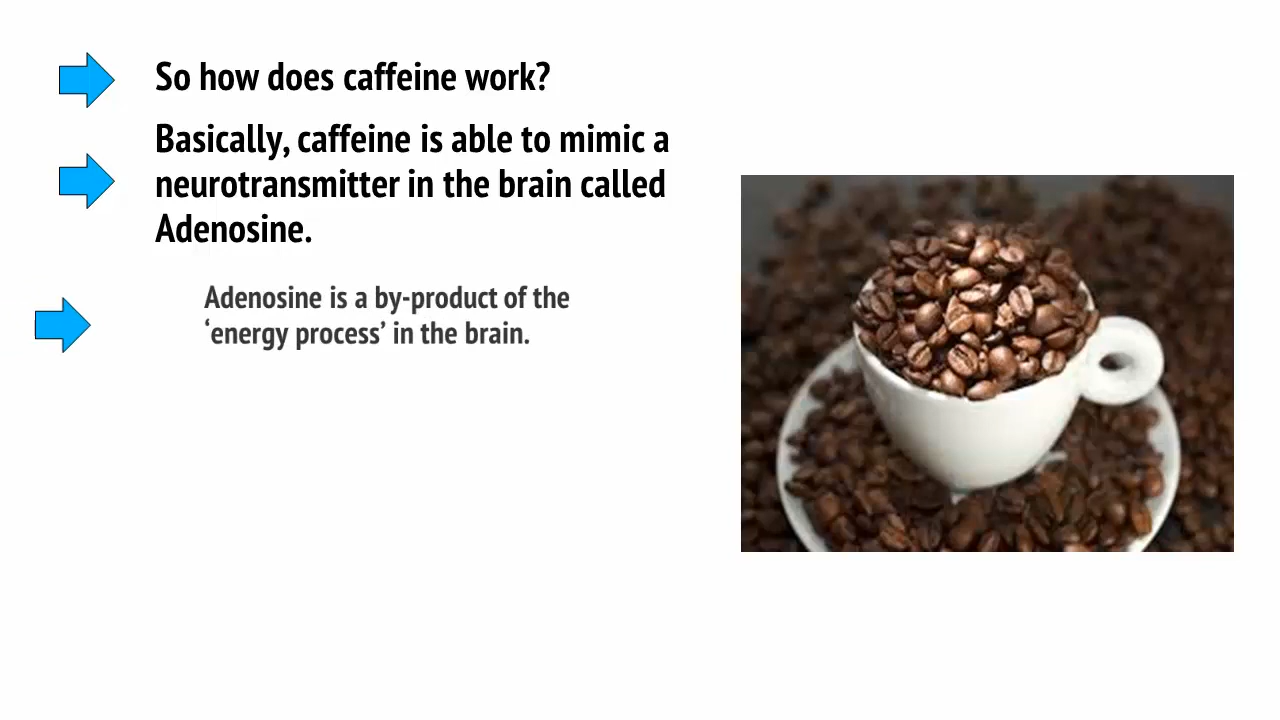 So how does caffeine work?
Basically, caffeine is able to mimic a
neurotransmitter in the brain called
Adenosine.
Adenosine is a by-product of the
‘energy process’ in the brain.